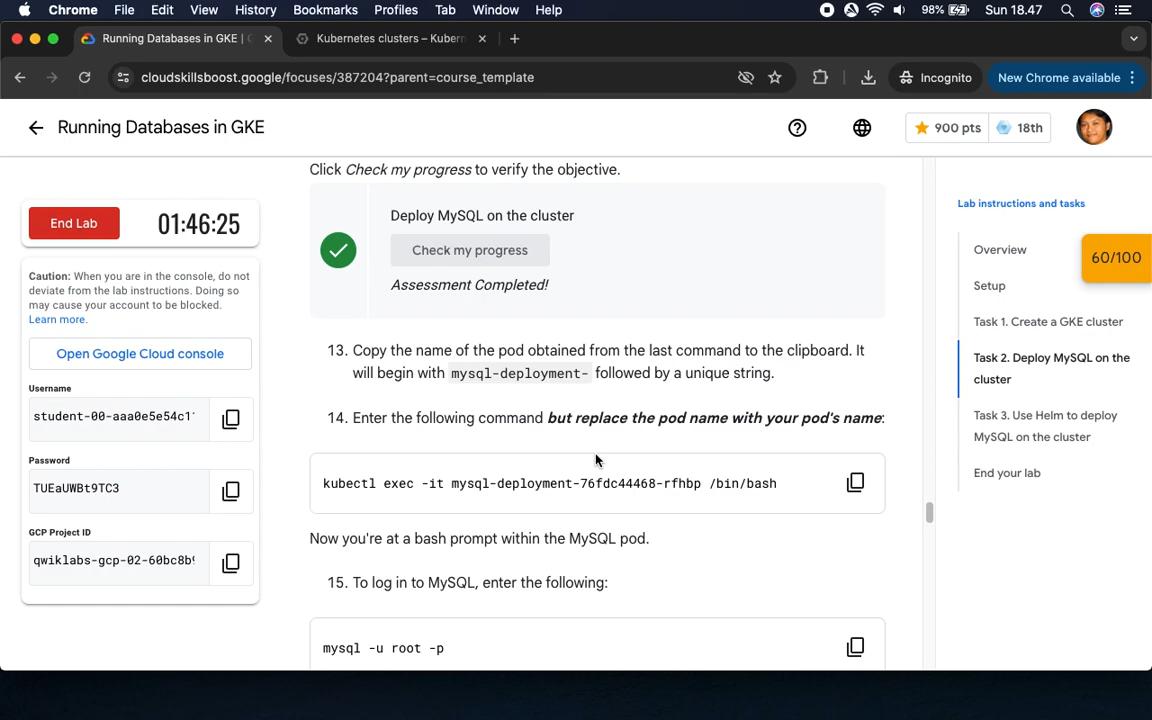 Chrome File Edit View History Bookmarks Profiles Tab Window Help 98% Sun 18.47
Running Databases in GKE |
Kubernetes clusters – Kubern
cloudskillsboost.google/focuses/387204?parent=course_template
Incognito
New Chrome available
Running Databases in GKE
900 pts
18th
Click Check my progress to verify the objective.
End Lab
01:46:25
Caution: When you are in the console, do not
deviate from the lab instructions. Doing so
may cause your account to be blocked.
Learn more.
Open Google Cloud console
Username
student-00-aaa0e5e54c1
Password
TUEaUWBt9TC3
GCP Project ID
qwiklabs-gcp-02-60bc8b
Deploy MySQL on the cluster
Check my progress
Assessment Completed!
13. Copy the name of the pod obtained from the last command to the clipboard. It
will begin with mysql-deployment- followed by a unique string.
14. Enter the following command but replace the pod name with your pod's name:
kubectl exec -it mysql-deployment-76fdc44468-rfhbp /bin/bash
Now you're at a bash prompt within the MySQL pod.
15. To log in to MySQL, enter the following:
mysql -u root -p
Lab instructions and tasks
60/100
Overview
Setup
Task 1. Create a GKE cluster
Task 2. Deploy MySQL on the
cluster
Task 3. Use Helm to deploy
MySQL on the cluster
End your lab